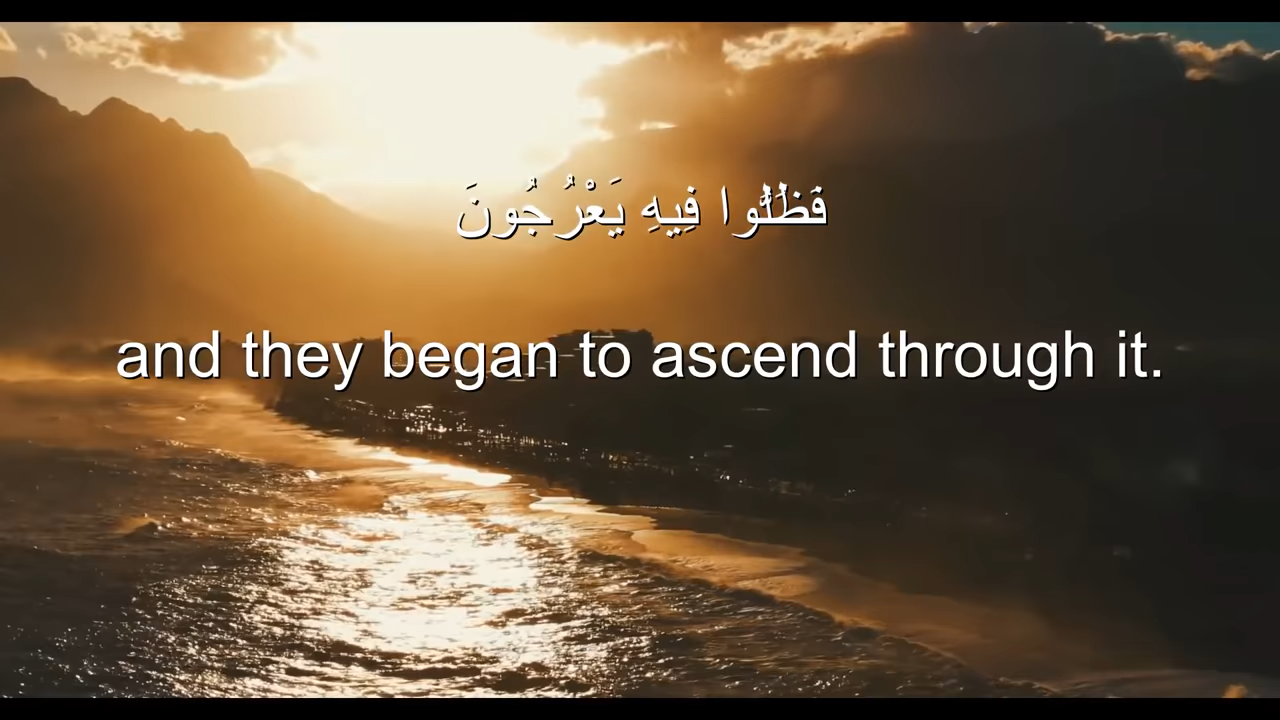 فَظَلُّوا فِيهِ يَعْرُجُونَ
and they began to ascend through it.